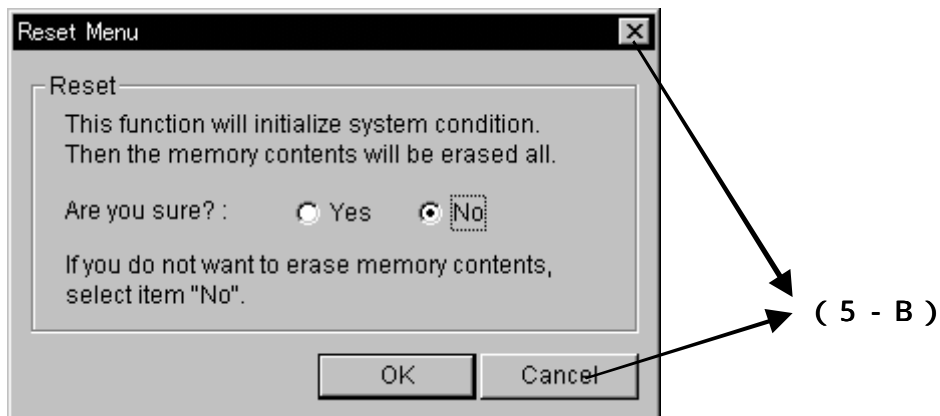 Reset Menu
Reset
This function will initialize system condition.
Then the memory contents will be erased all.
Are you sure? : Yes No
If you do not want to erase memory contents,
select item "No".
( 5 - B )
OK Cancel